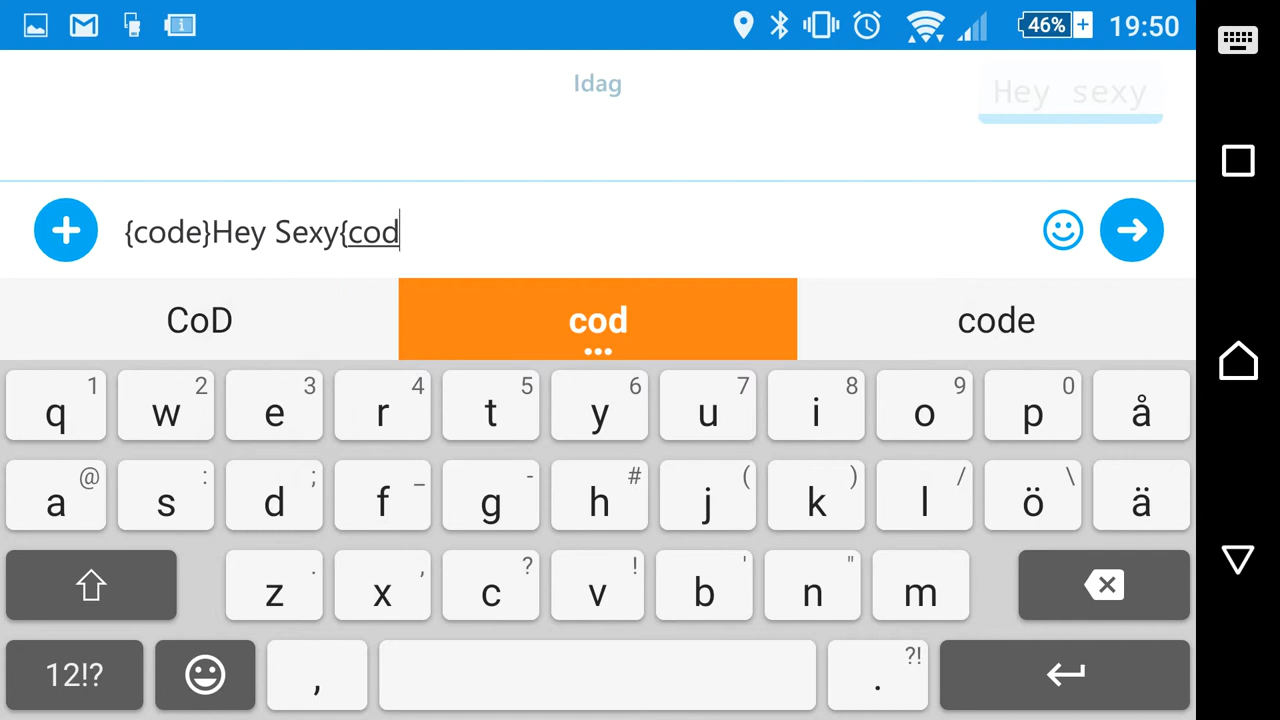 46% 19:50
Idag
Hey sexy
{code}Hey Sexy{cod
CoD cod code
1 2 3 4 5 6 7 8 9 0
q w e r t y u i o p å
@ : ; _ - # ( ) / \
a s d f g h j k l ö ä
. , ? ! ' "
z x c v b n m
?!
12!? , .